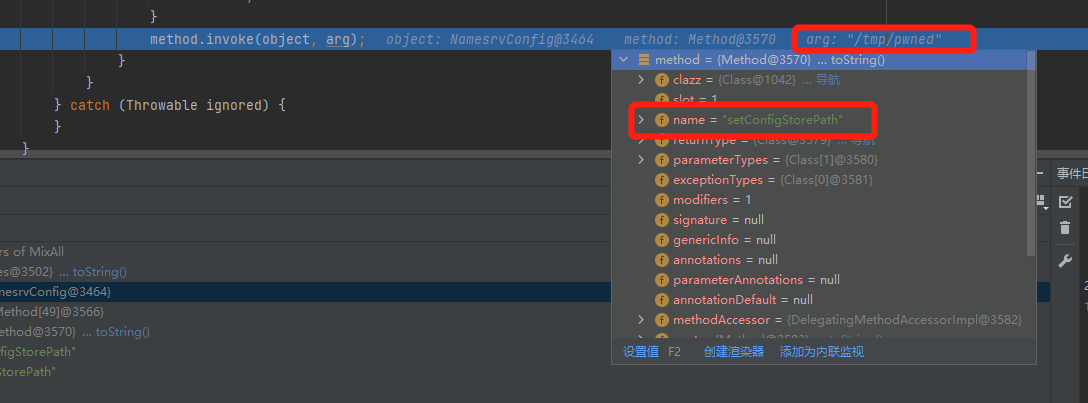 }
method.invoke(object, arg); object: NamesrvConfig@3464 method: Method@3570 arg: "/tmp/pwned"
}
}
} catch (Throwable ignored) {
}
}
method = {Method@3570} ... toString()
clazz = {Class@1042} ... 导航
slot = 1
name = "setConfigStorePath"
returnType = {Class@3579} ... 导航
parameterTypes = {Class[1]@3580}
exceptionTypes = {Class[0]@3581}
modifiers = 1
signature = null
genericInfo = null
annotations = null
parameterAnnotations = null
annotationDefault = null
methodAccessor = {DelegatingMethodAccessorImpl@3582}
设置值 F2 创建渲染器 添加为内联监视
事件日
rs of MixAll
es@3502} ... toString()
mesrvConfig@3464}
Method[49]@3566}
ethod@3570} ... toString()
figStorePath"
StorePath"